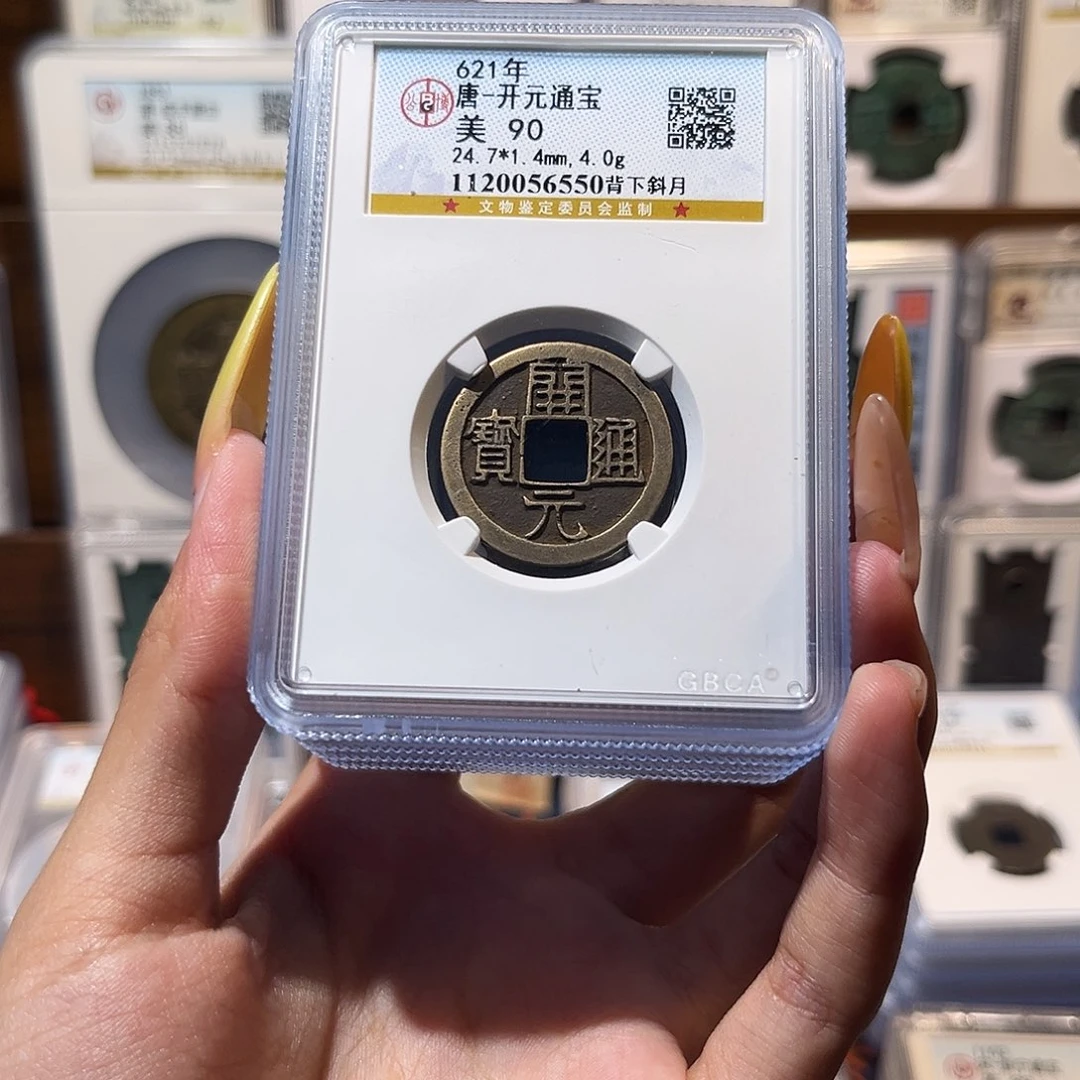 621年
唐-开元通宝
美 90
24.7*1.4mm,4.0g
1120056550背下斜月
★ 文物鉴定委员会监制 ★
開
寶 通
元
GBCA